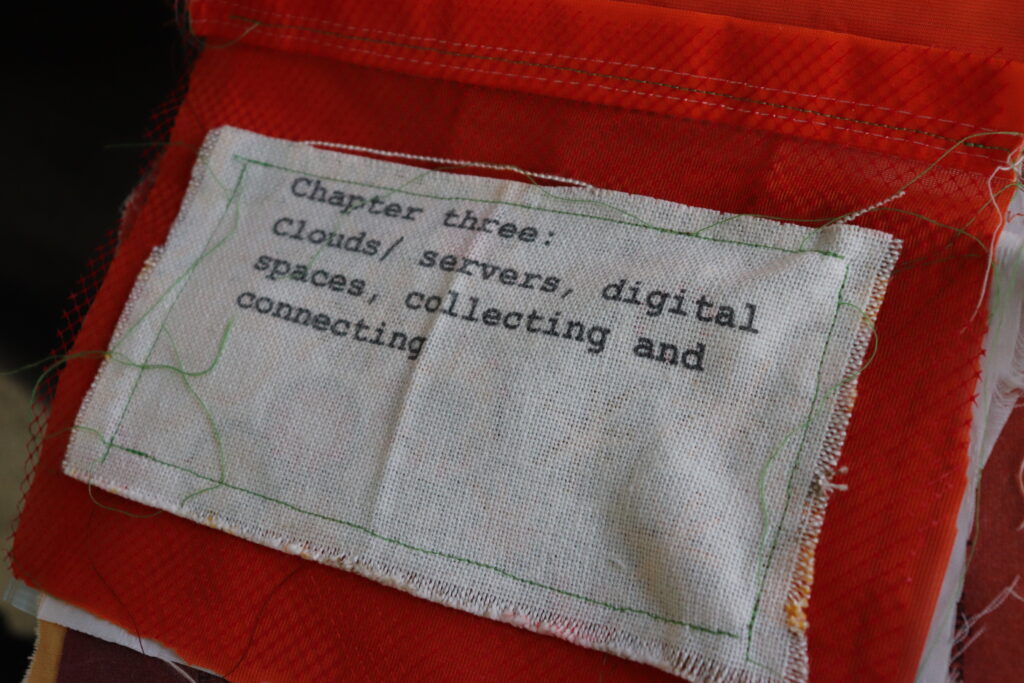 Chapter three:
Clouds/ servers, digital
spaces, collecting and
connecting